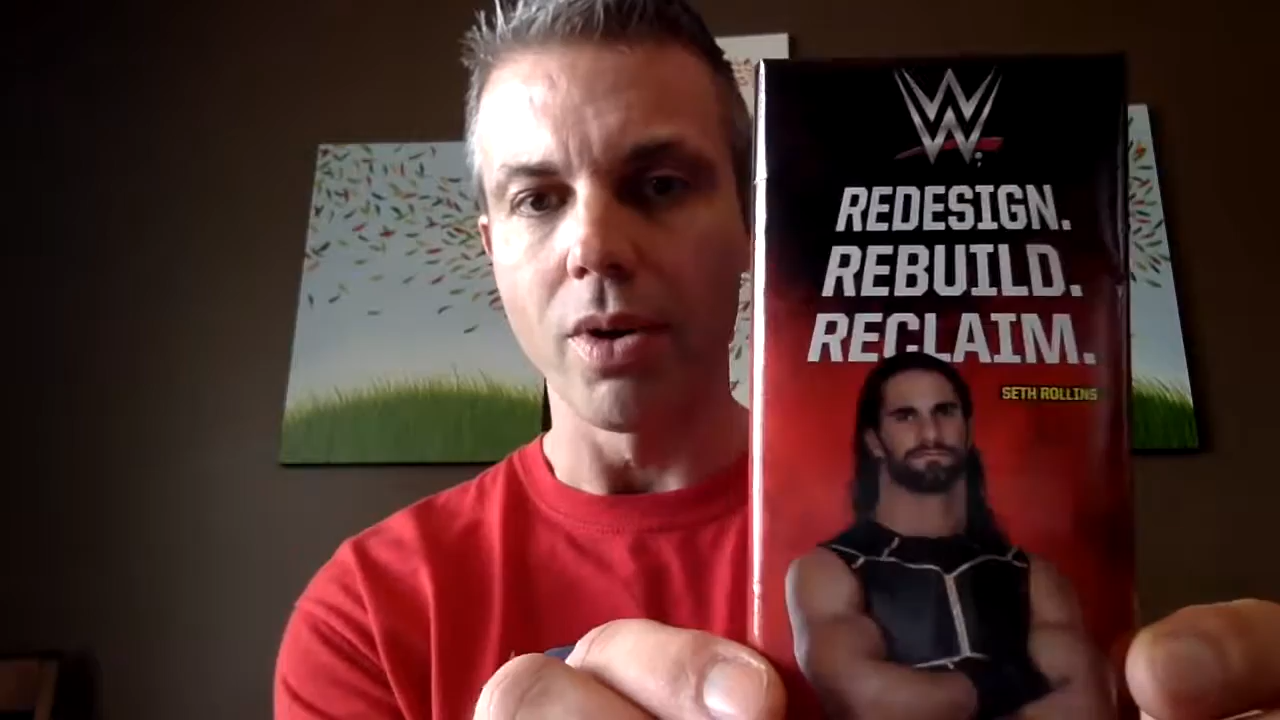 W
REDESIGN.
REBUILD.
RECLAIM.
SETH ROLLINS